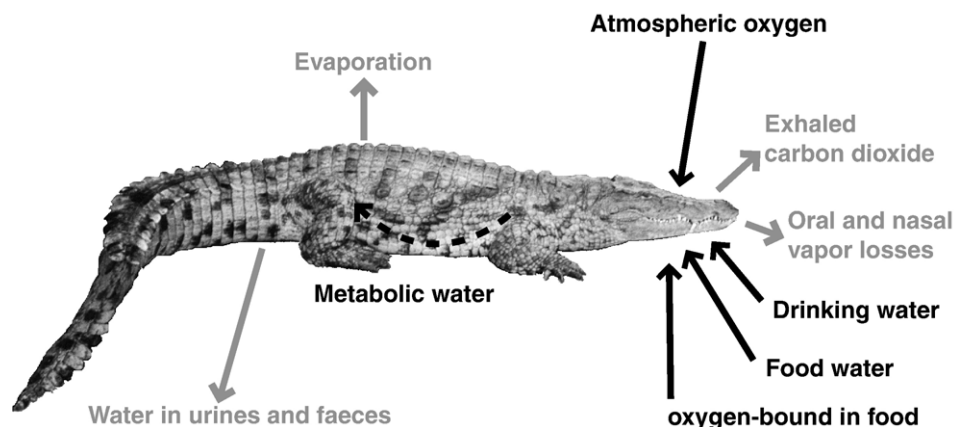 Atmospheric oxygen
Evaporation
Exhaled
carbon dioxide
Oral and nasal
vapor losses
Metabolic water
Drinking water
Food water
Water in urines and faeces
oxygen-bound in food